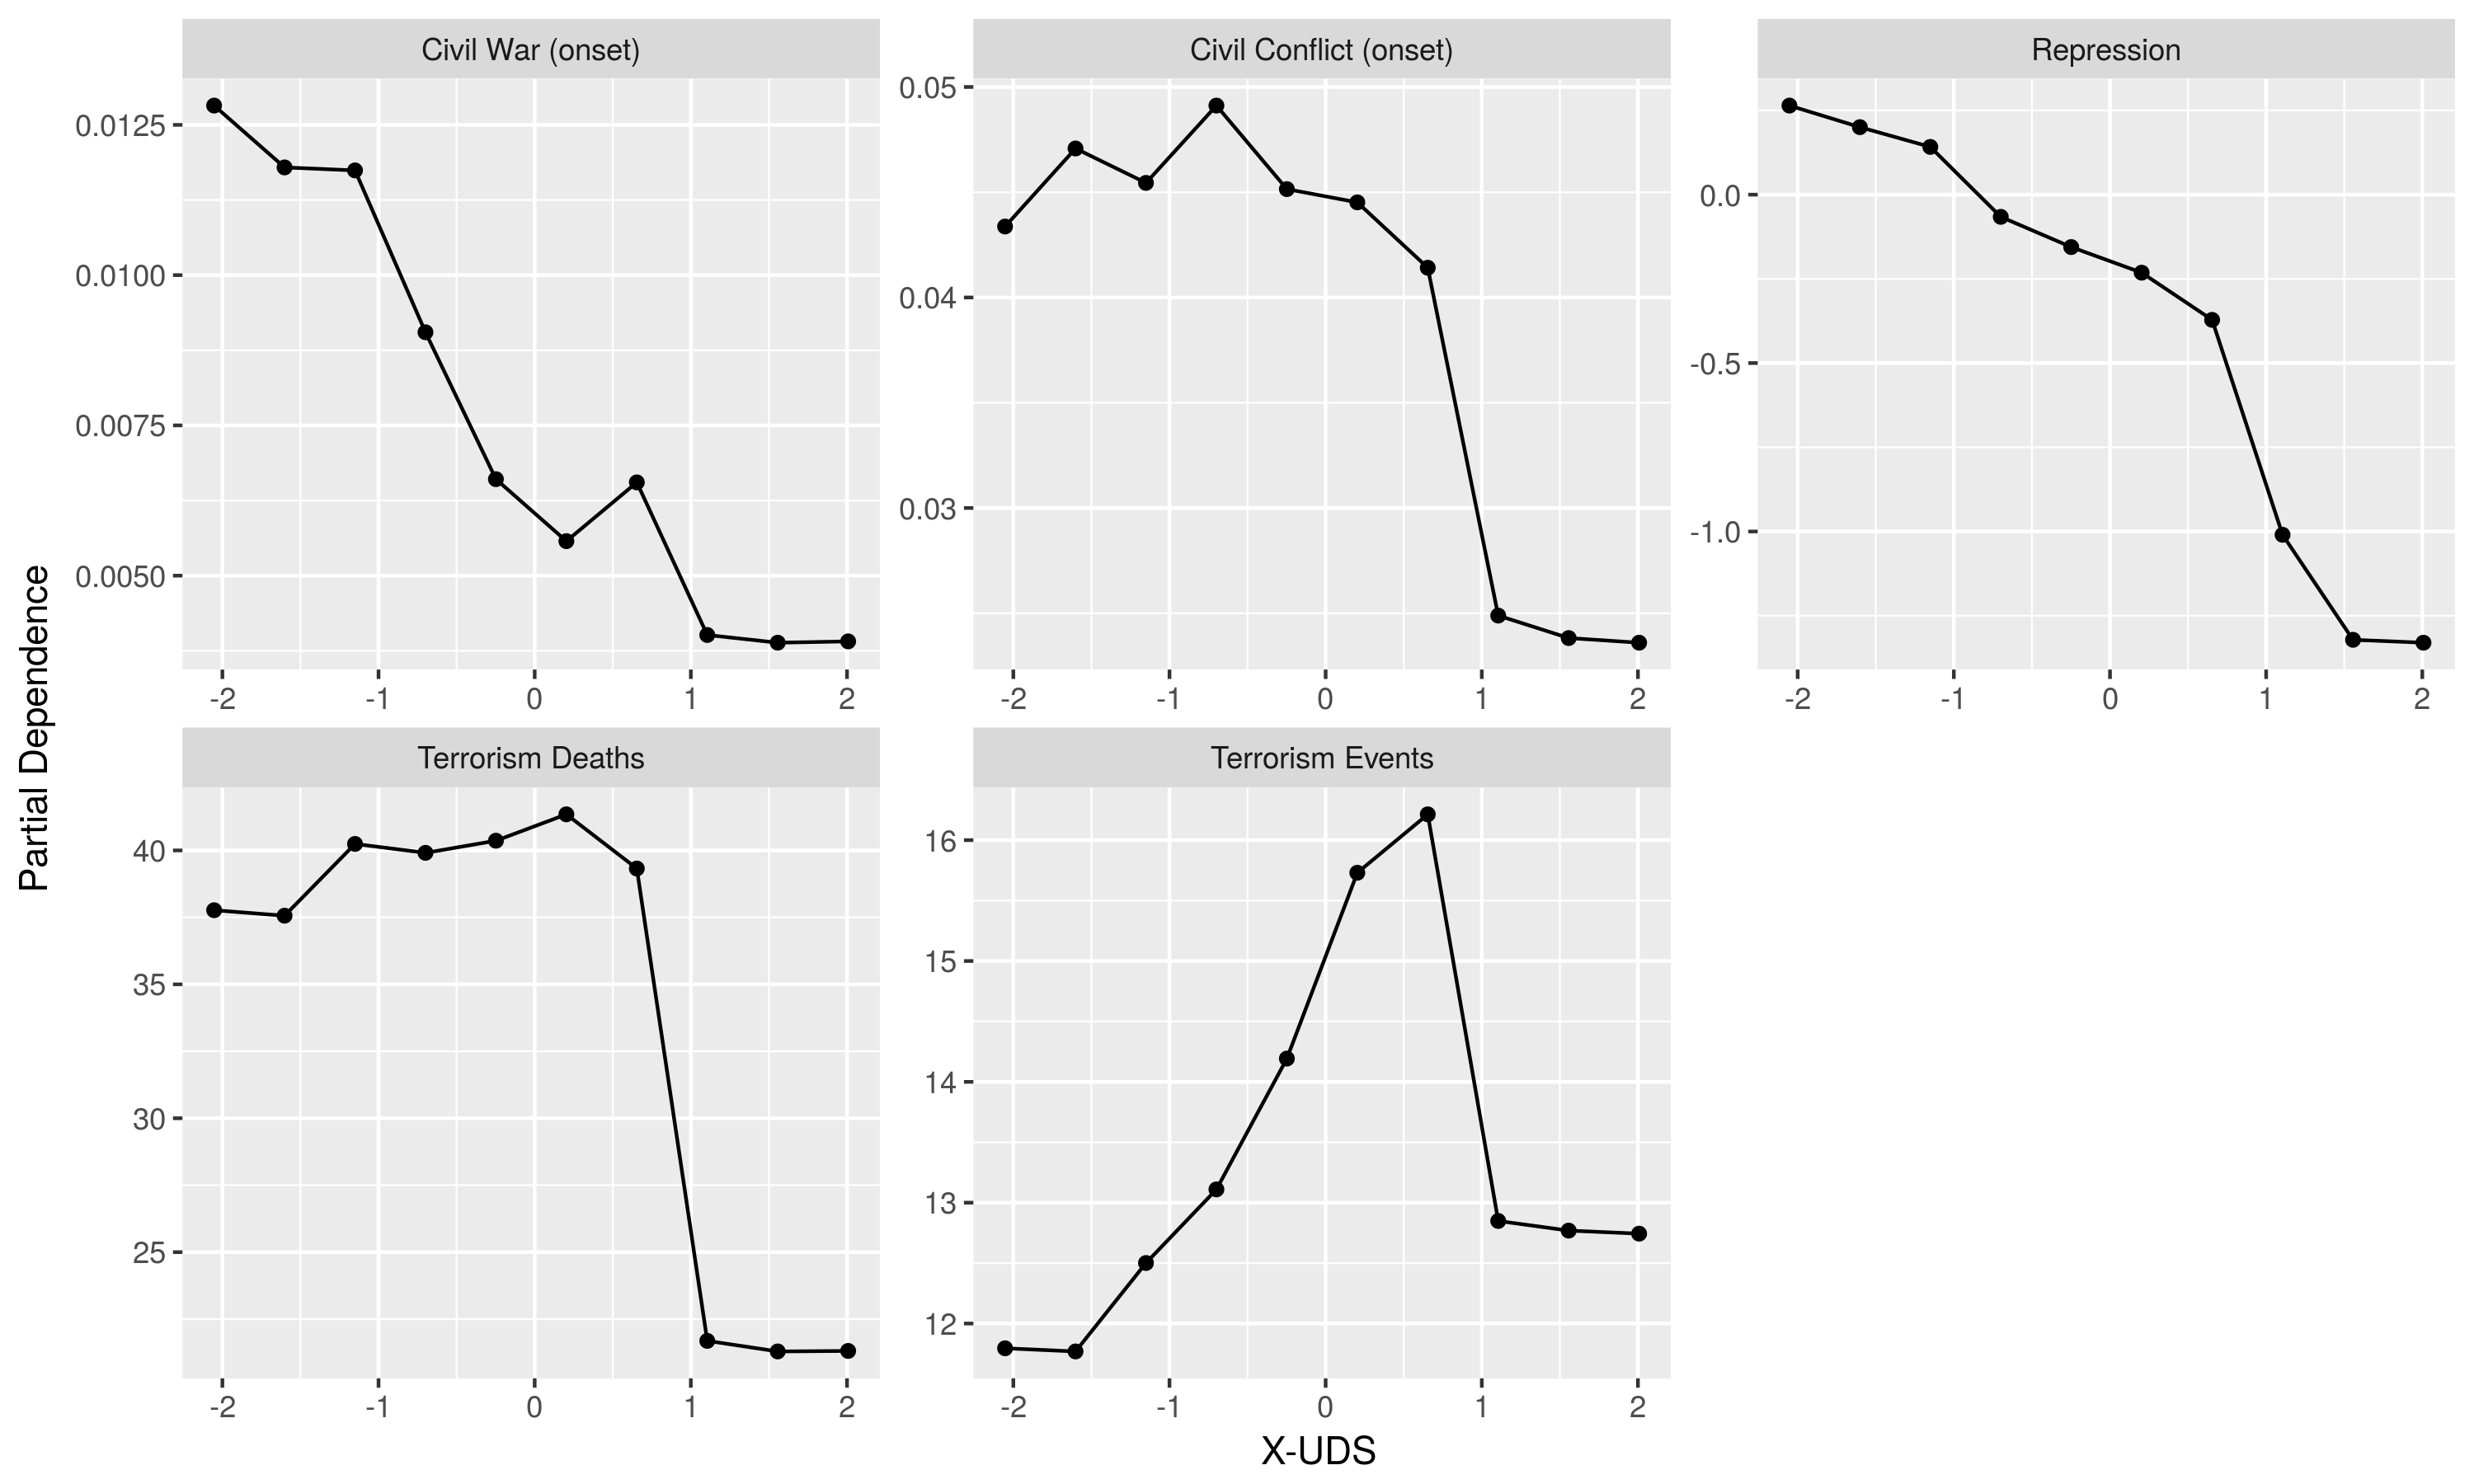 Civil War (onset)
Civil Conflict (onset)
Repression
0.0125
0.0100
0.0075
0.0050
-2 -1 0 1 2
0.05
0.04
0.03
-2 -1 0 1 2
0.0
-0.5
-1.0
-2 -1 0 1 2
Partial Dependence
Terrorism Deaths
Terrorism Events
40
35
30
25
-2 -1 0 1 2
16
15
14
13
12
-2 -1 0 1 2
X-UDS